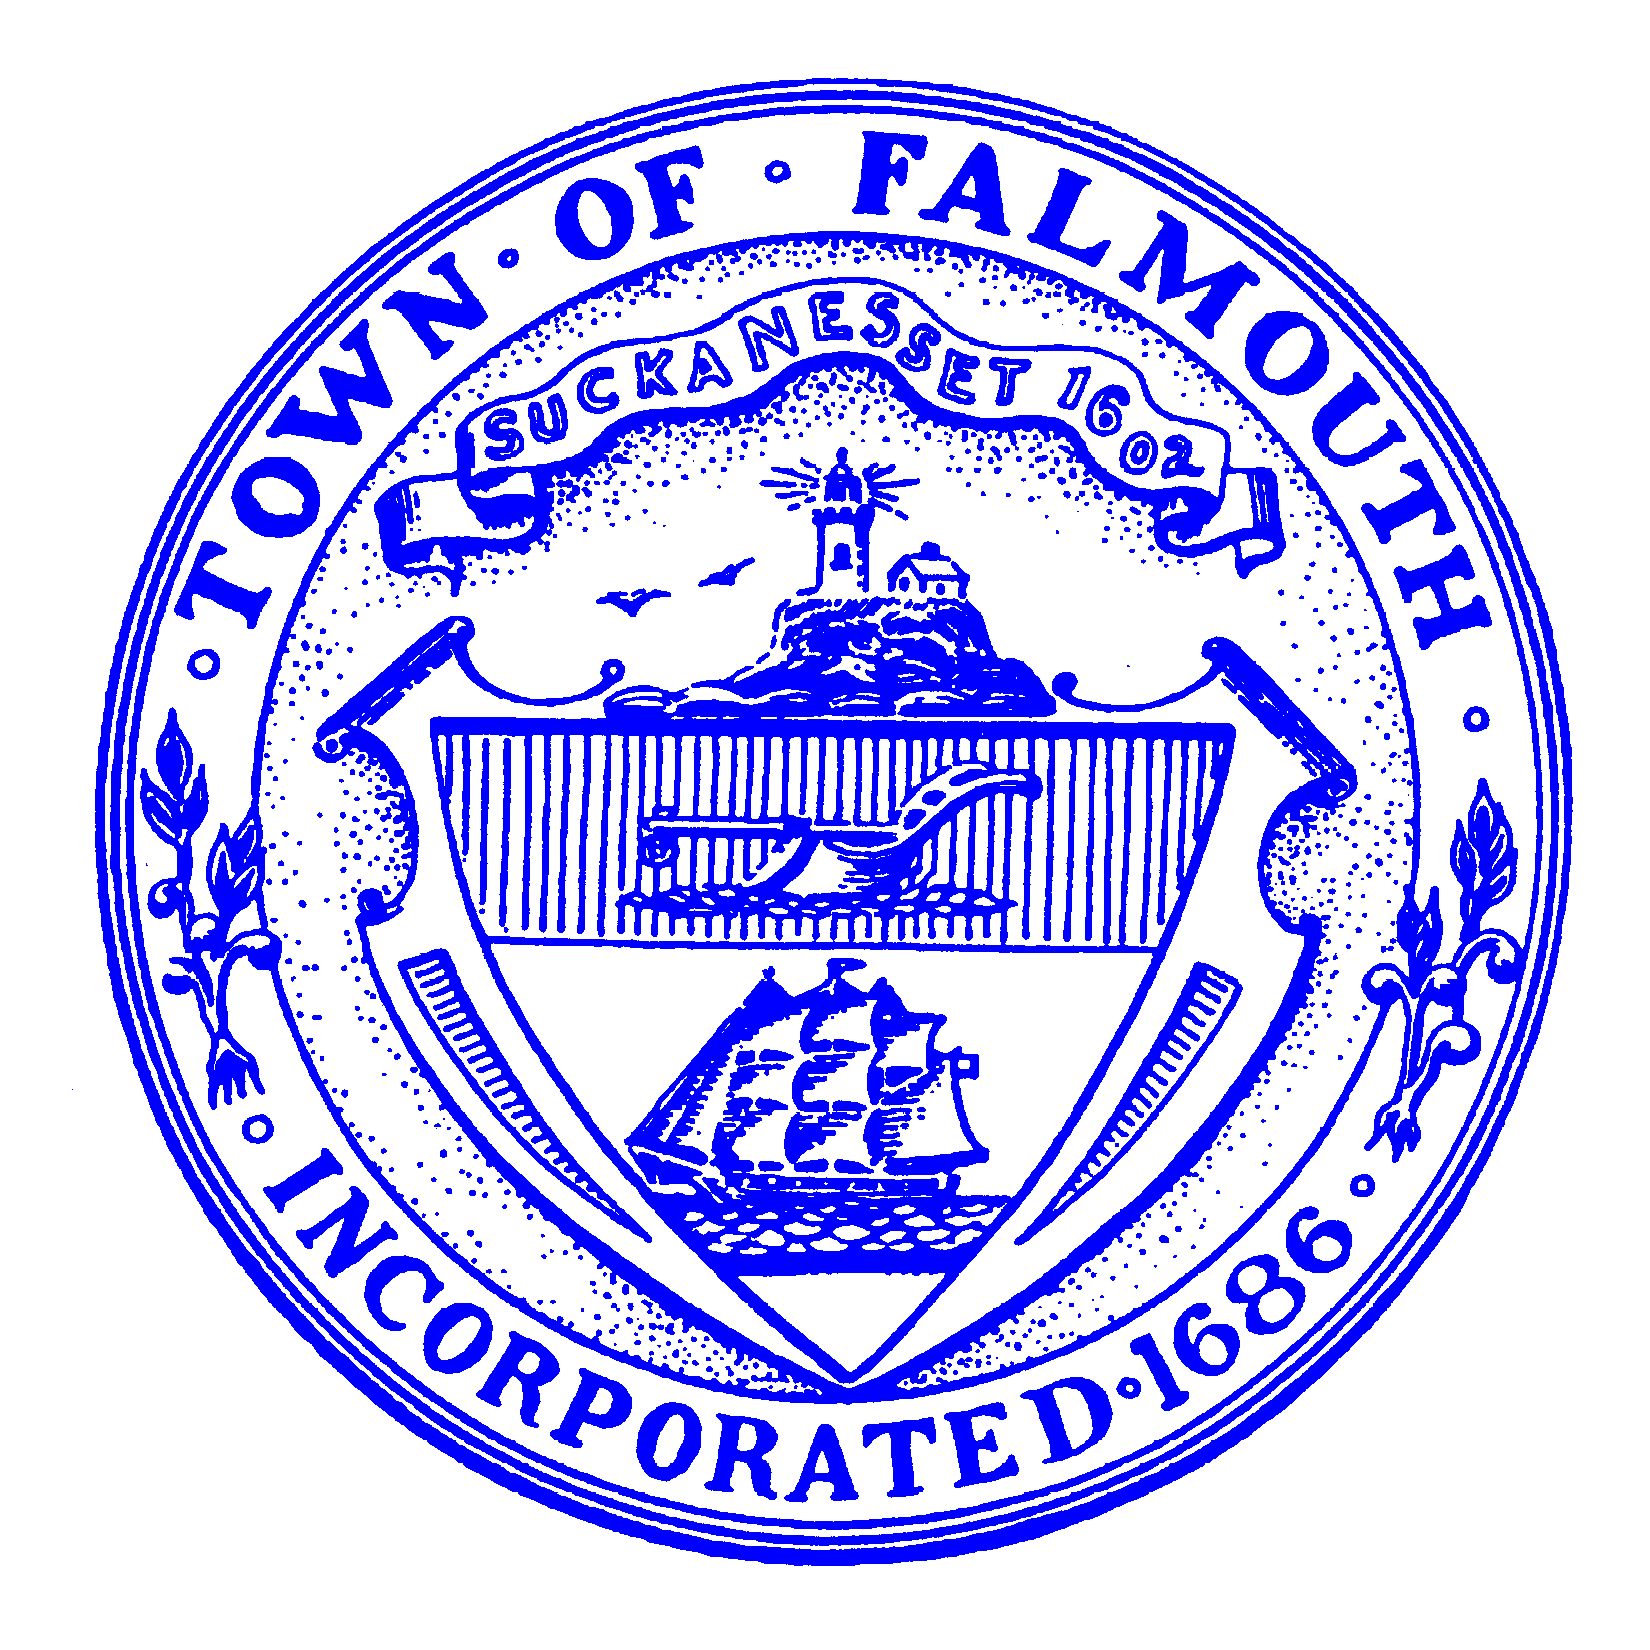 TOWN · OF · FALMOUTH
SUCKANESSET 1602
INCORPORATED · 1686